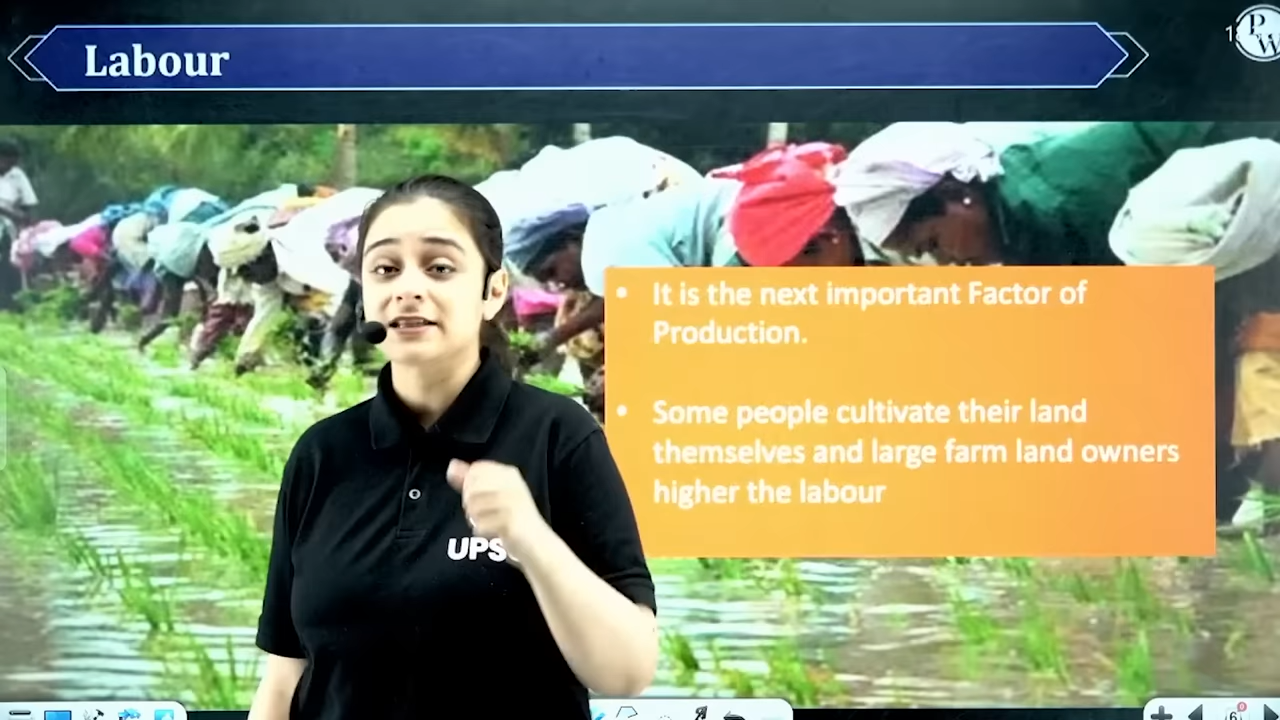 Labour
PW
• It is the next important Factor of
Production.
• Some people cultivate their land
themselves and large farm land owners
higher the labour
UPS